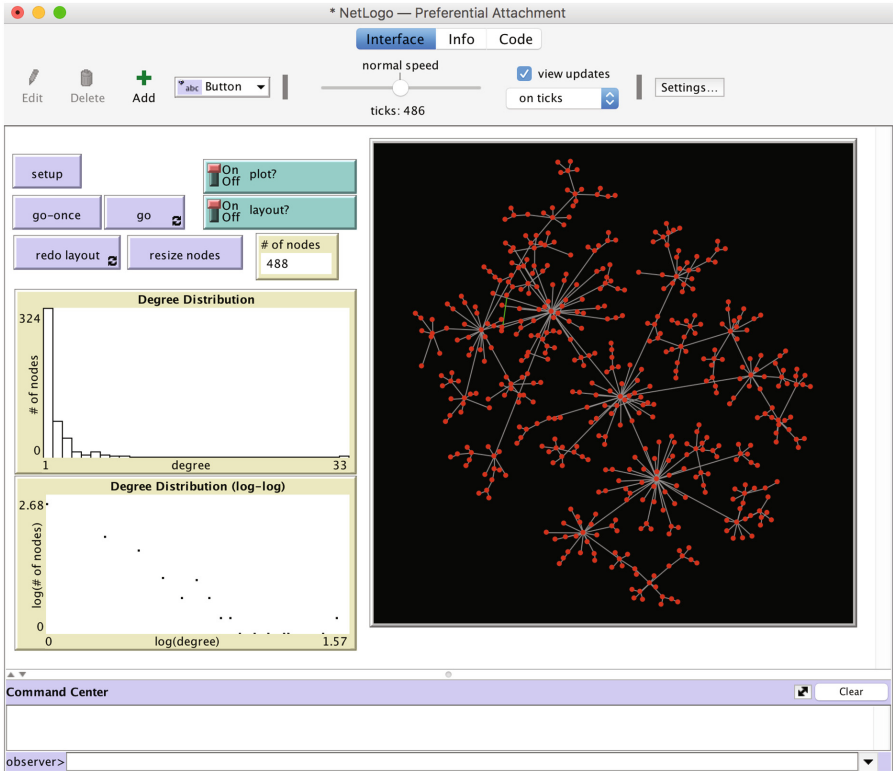 * NetLogo — Preferential Attachment
Interface Info Code
Edit Delete Add abc Button
normal speed
ticks: 486
view updates
on ticks
Settings...
setup
On Off plot?
go-once go
On Off layout?
redo layout resize nodes
# of nodes
488
Degree Distribution
324
# of nodes
0
1 degree 33
Degree Distribution (log-log)
2.68
log(# of nodes)
0
0 log(degree) 1.57
Command Center Clear
observer>